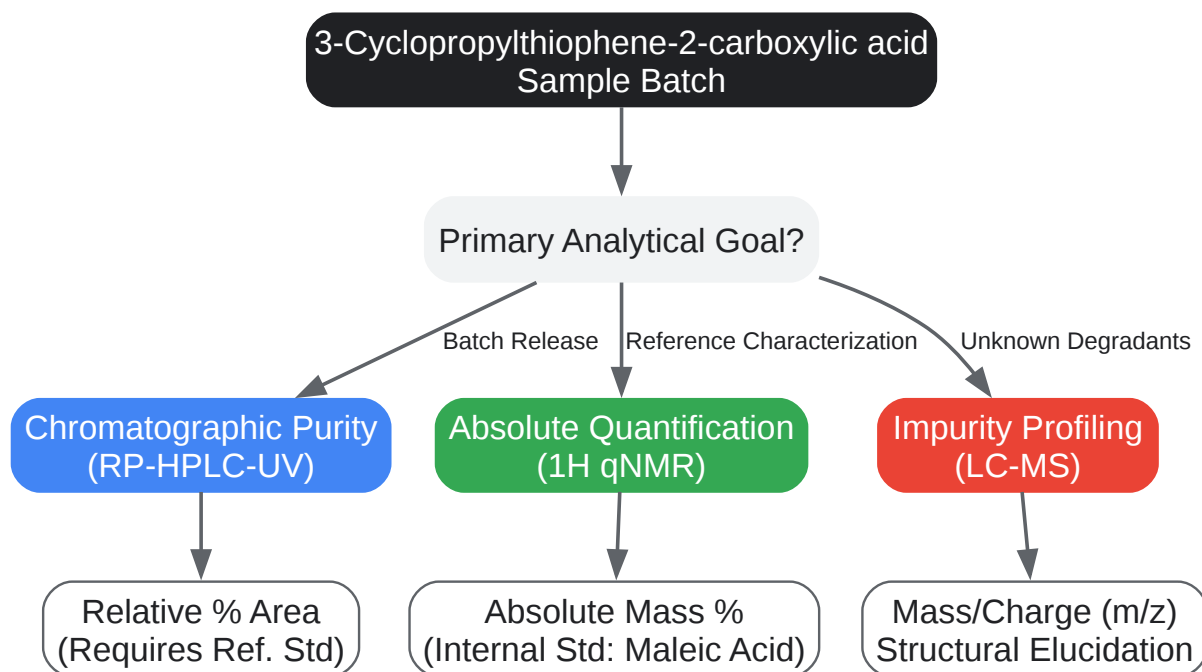 3-Cyclopropylthiophene-2-carboxylic acid
Sample Batch
Primary Analytical Goal?
Batch Release
Reference Characterization
Unknown Degradants
Chromatographic Purity
(RP-HPLC-UV)
Absolute Quantification
(1H qNMR)
Impurity Profiling
(LC-MS)
Relative % Area
(Requires Ref. Std)
Absolute Mass %
(Internal Std: Maleic Acid)
Mass/Charge (m/z)
Structural Elucidation